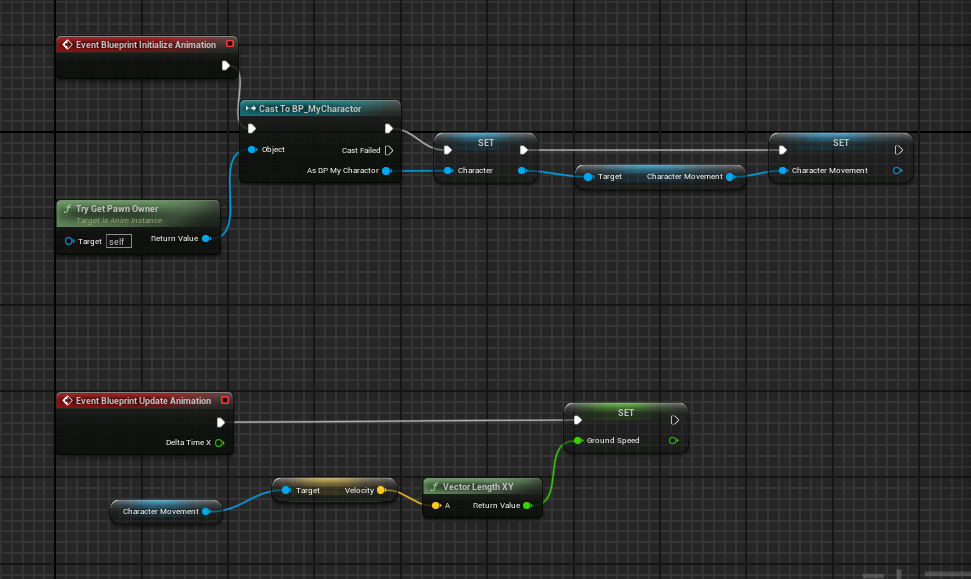 Event Blueprint Initialize Animation
Cast To BP_MyCharactor
Object
Cast Failed
As BP My Charactor
SET
Character
Target
Character Movement
SET
Character Movement
f Try Get Pawn Owner
Target is Anim Instance
Target self
Return Value
Event Blueprint Update Animation
Delta Time X
SET
Ground Speed
Character Movement
Target
Velocity
f Vector Length XY
A
Return Value